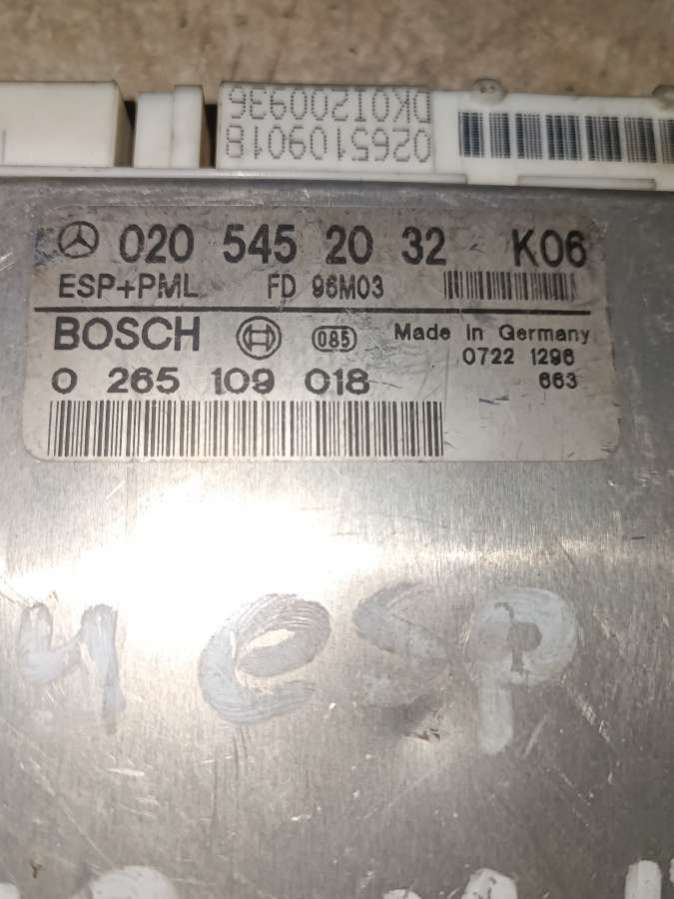 DK01200936
0265109018
020 545 20 32 K06
ESP+PML FD 96M03
BOSCH 085 Made in Germany
0722 1296
0 265 109 018 663
esp